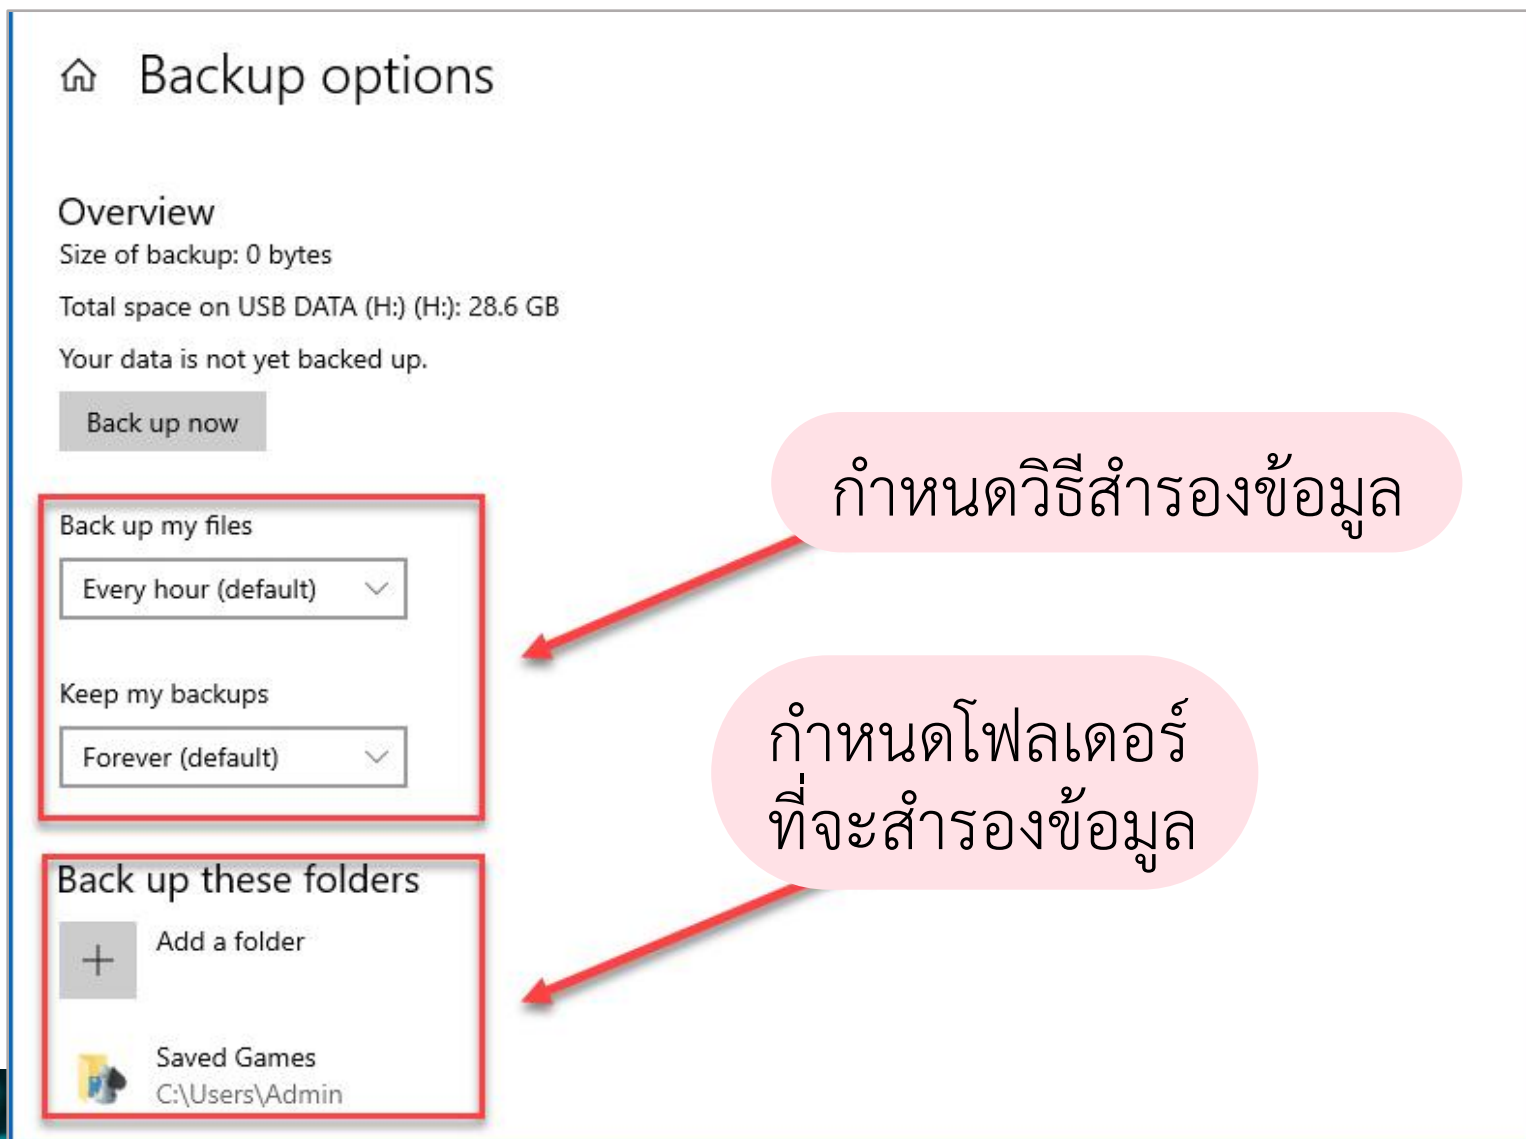 Backup options
Overview
Size of backup: 0 bytes
Total space on USB DATA (H:) (H:): 28.6 GB
Your data is not yet backed up.
Back up now
กำหนดวิธีสำรองข้อมูล
Back up my files
Every hour (default)
Keep my backups
Forever (default)
กำหนดโฟลเดอร์
ที่จะสำรองข้อมูล
Back up these folders
Add a folder
Saved Games
C:\Users\Admin